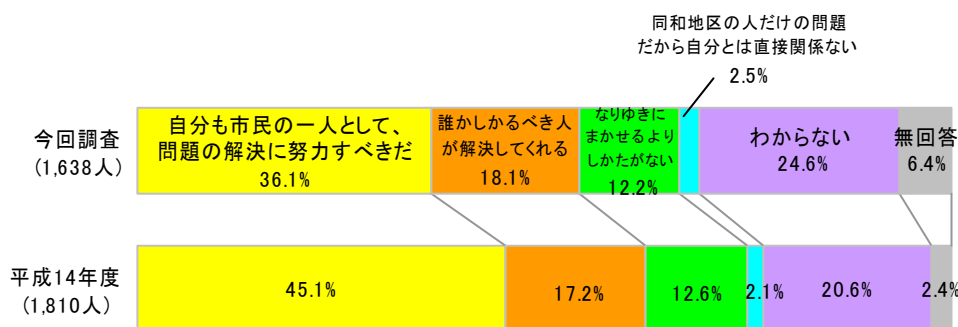 同和地区の人だけの問題
だから自分とは直接関係ない
2.5%
今回調査
(1,638人)
自分も市民の一人として、
問題の解決に努力すべきだ
36.1%
誰かしかるべき人
が解決してくれる
18.1%
なりゆきに
まかせるより
しかたがない
12.2%
わからない
24.6%
無回答
6.4%
平成14年度
(1,810人)
45.1%
17.2%
12.6%
2.1%
20.6%
2.4%